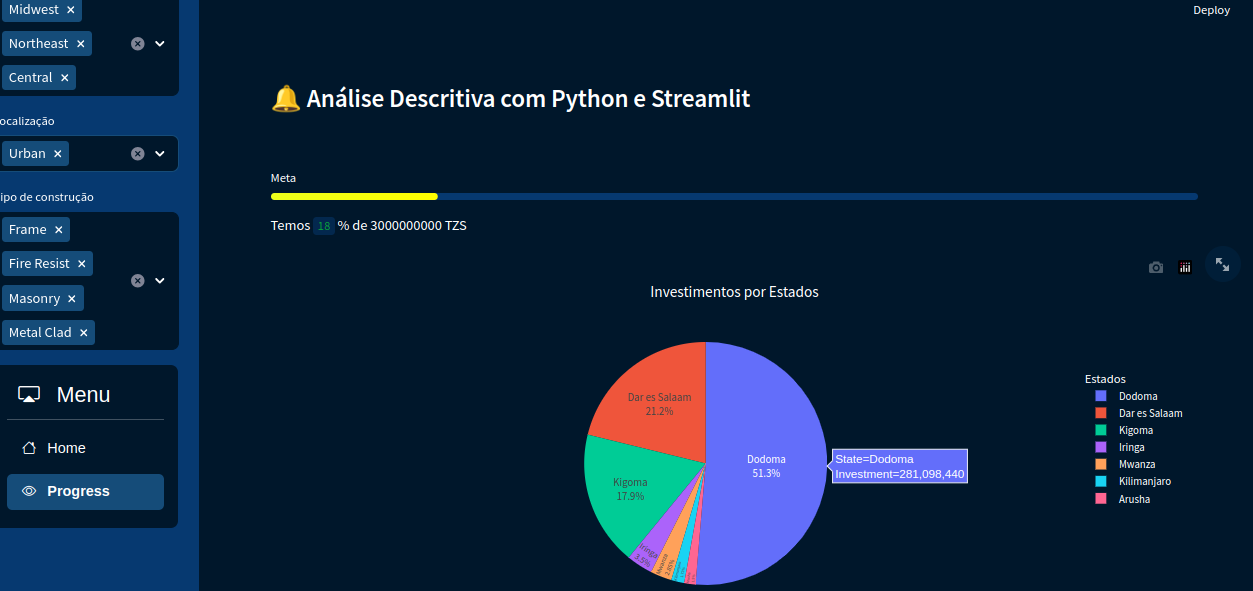 Midwest
Northeast
Central
ocalização
Urban
ipo de construção
Frame
Fire Resist
Masonry
Metal Clad
Menu
Home
Progress
Deploy
Análise Descritiva com Python e Streamlit
Meta
Temos 18 % de 3000000000 TZS
Investimentos por Estados
Dar es Salaam
21.2%
Dodoma
51.3%
State=Dodoma
Investment=281,098,440
Kigoma
17.9%
Iringa
Mwanza
Estados
Dodoma
Dar es Salaam
Kigoma
Iringa
Mwanza
Kilimanjaro
Arusha